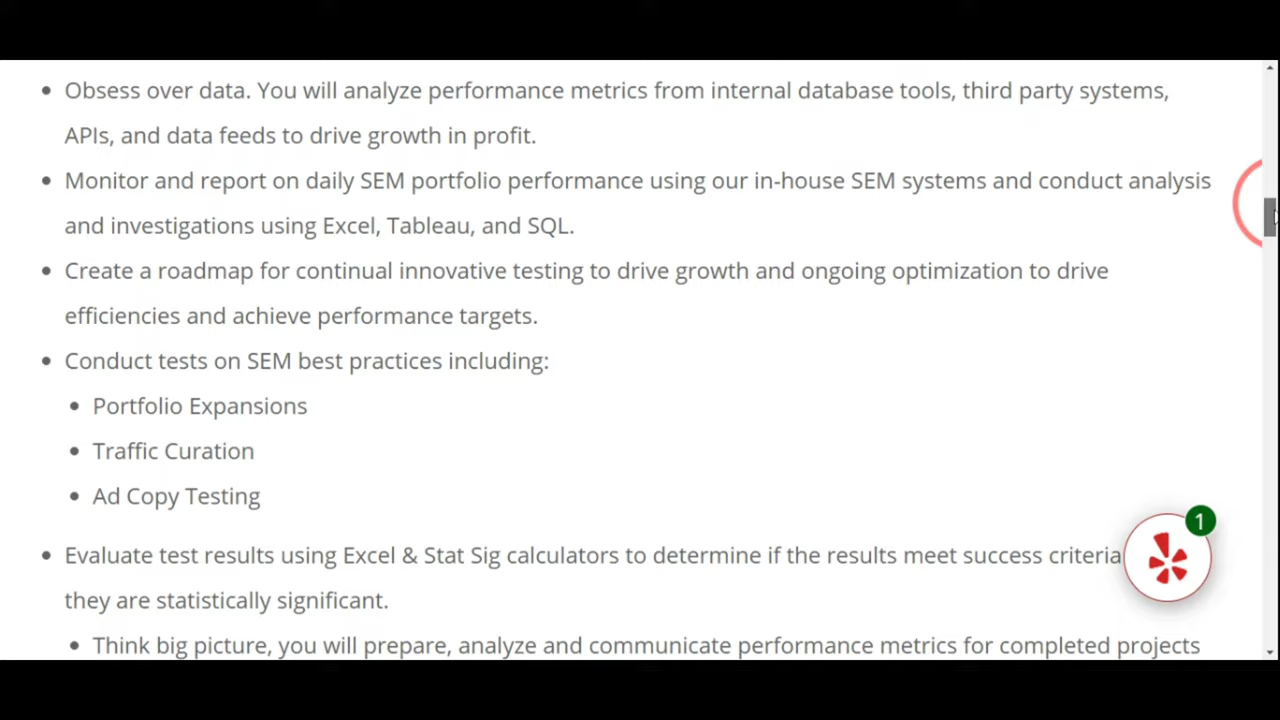 Obsess over data. You will analyze performance metrics from internal database tools, third party systems,
APIs, and data feeds to drive growth in profit.
Monitor and report on daily SEM portfolio performance using our in-house SEM systems and conduct analysis
and investigations using Excel, Tableau, and SQL.
Create a roadmap for continual innovative testing to drive growth and ongoing optimization to drive
efficiencies and achieve performance targets.
Conduct tests on SEM best practices including:
Portfolio Expansions
Traffic Curation
Ad Copy Testing
Evaluate test results using Excel & Stat Sig calculators to determine if the results meet success criteria
they are statistically significant.
Think big picture, you will prepare, analyze and communicate performance metrics for completed projects
1